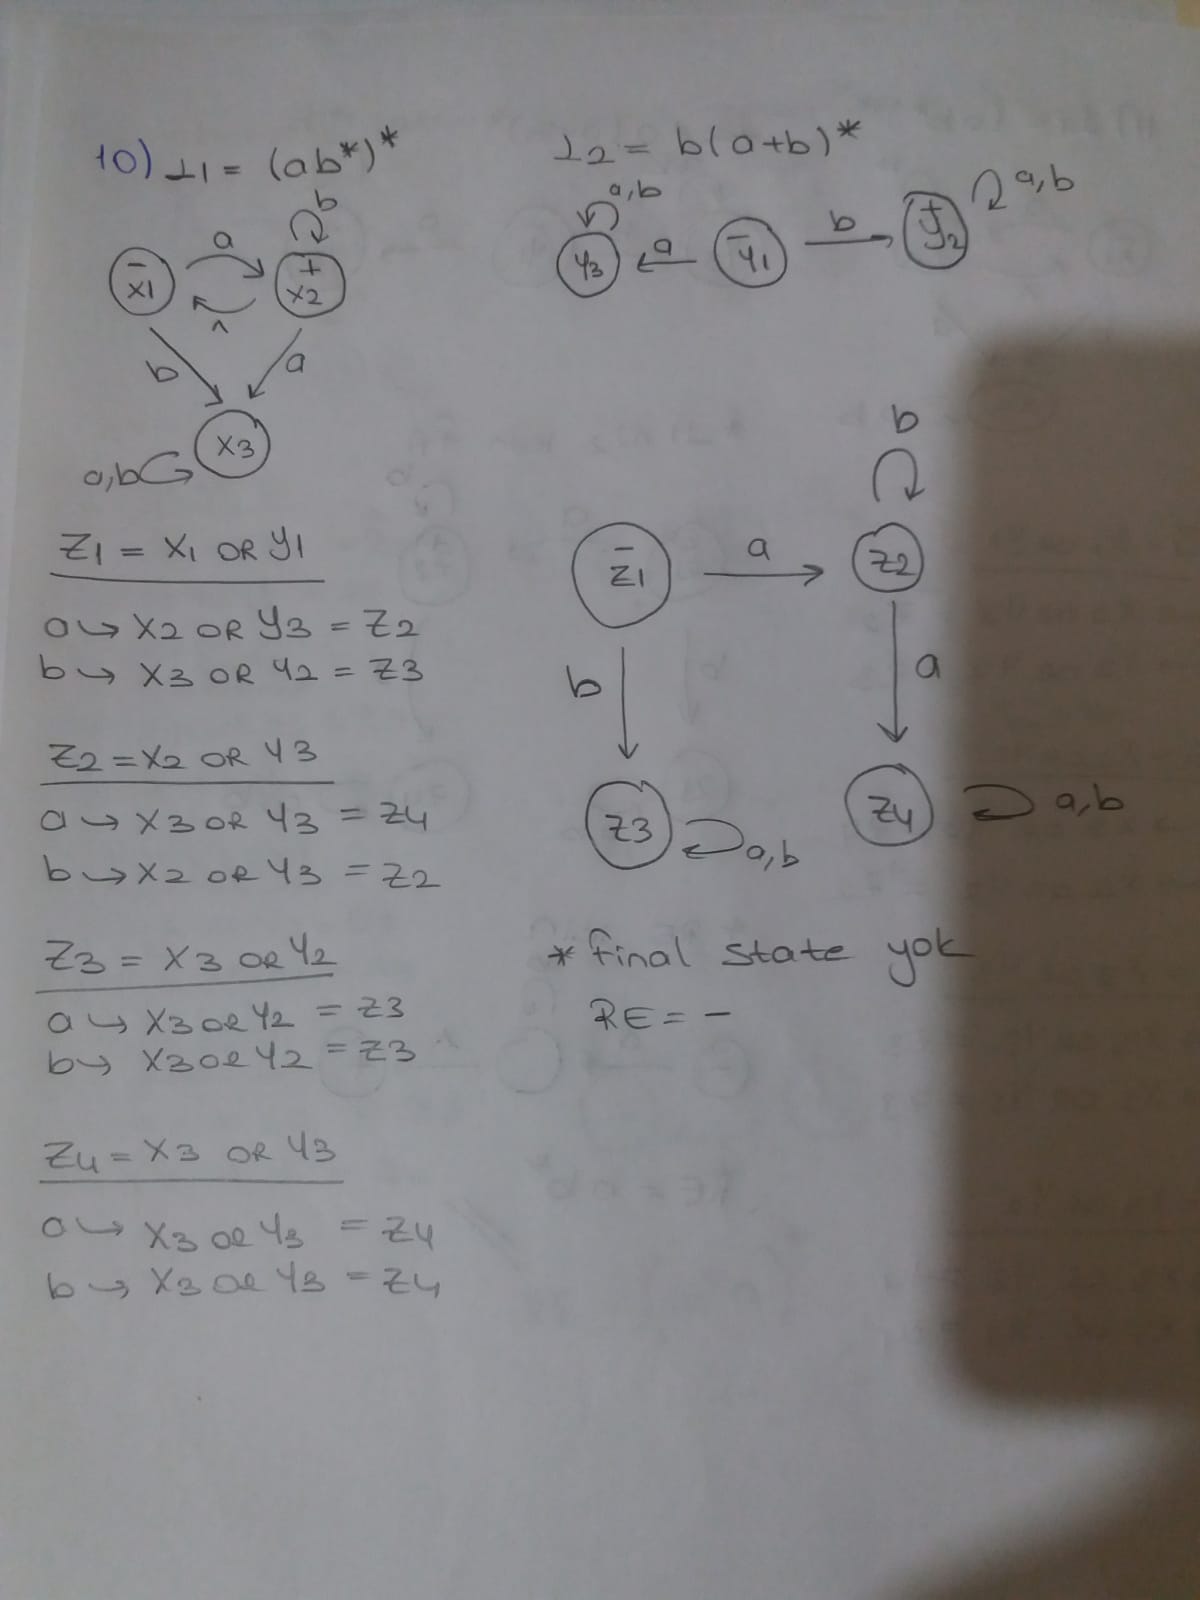 10) L1 = (ab*)*
L2 = b(a+b)*
b
a
- x1
+ x2
^
b
a
x3
a,b
a,b
y3
a
- y1
b
+ y2
a,b
Z1 = X1 OR Y1
a → X2 OR Y3 = Z2
b → X3 OR Y2 = Z3
Z2 = X2 OR Y3
a → X3 OR Y3 = Z4
b → X2 OR Y3 = Z2
Z3 = X3 OR Y2
a → X3 OR Y2 = Z3
b → X3 OR Y2 = Z3
Z4 = X3 OR Y3
a → X3 OR Y3 = Z4
b → X3 OR Y3 = Z4
b
- Z1
a
Z2
b
a
Z3
a,b
Z4
a,b
* final state yok
RE = -